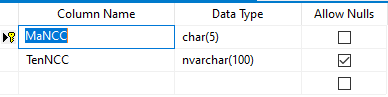 Column Name Data Type Allow Nulls
MaNCC char(5)
TenNCC nvarchar(100)